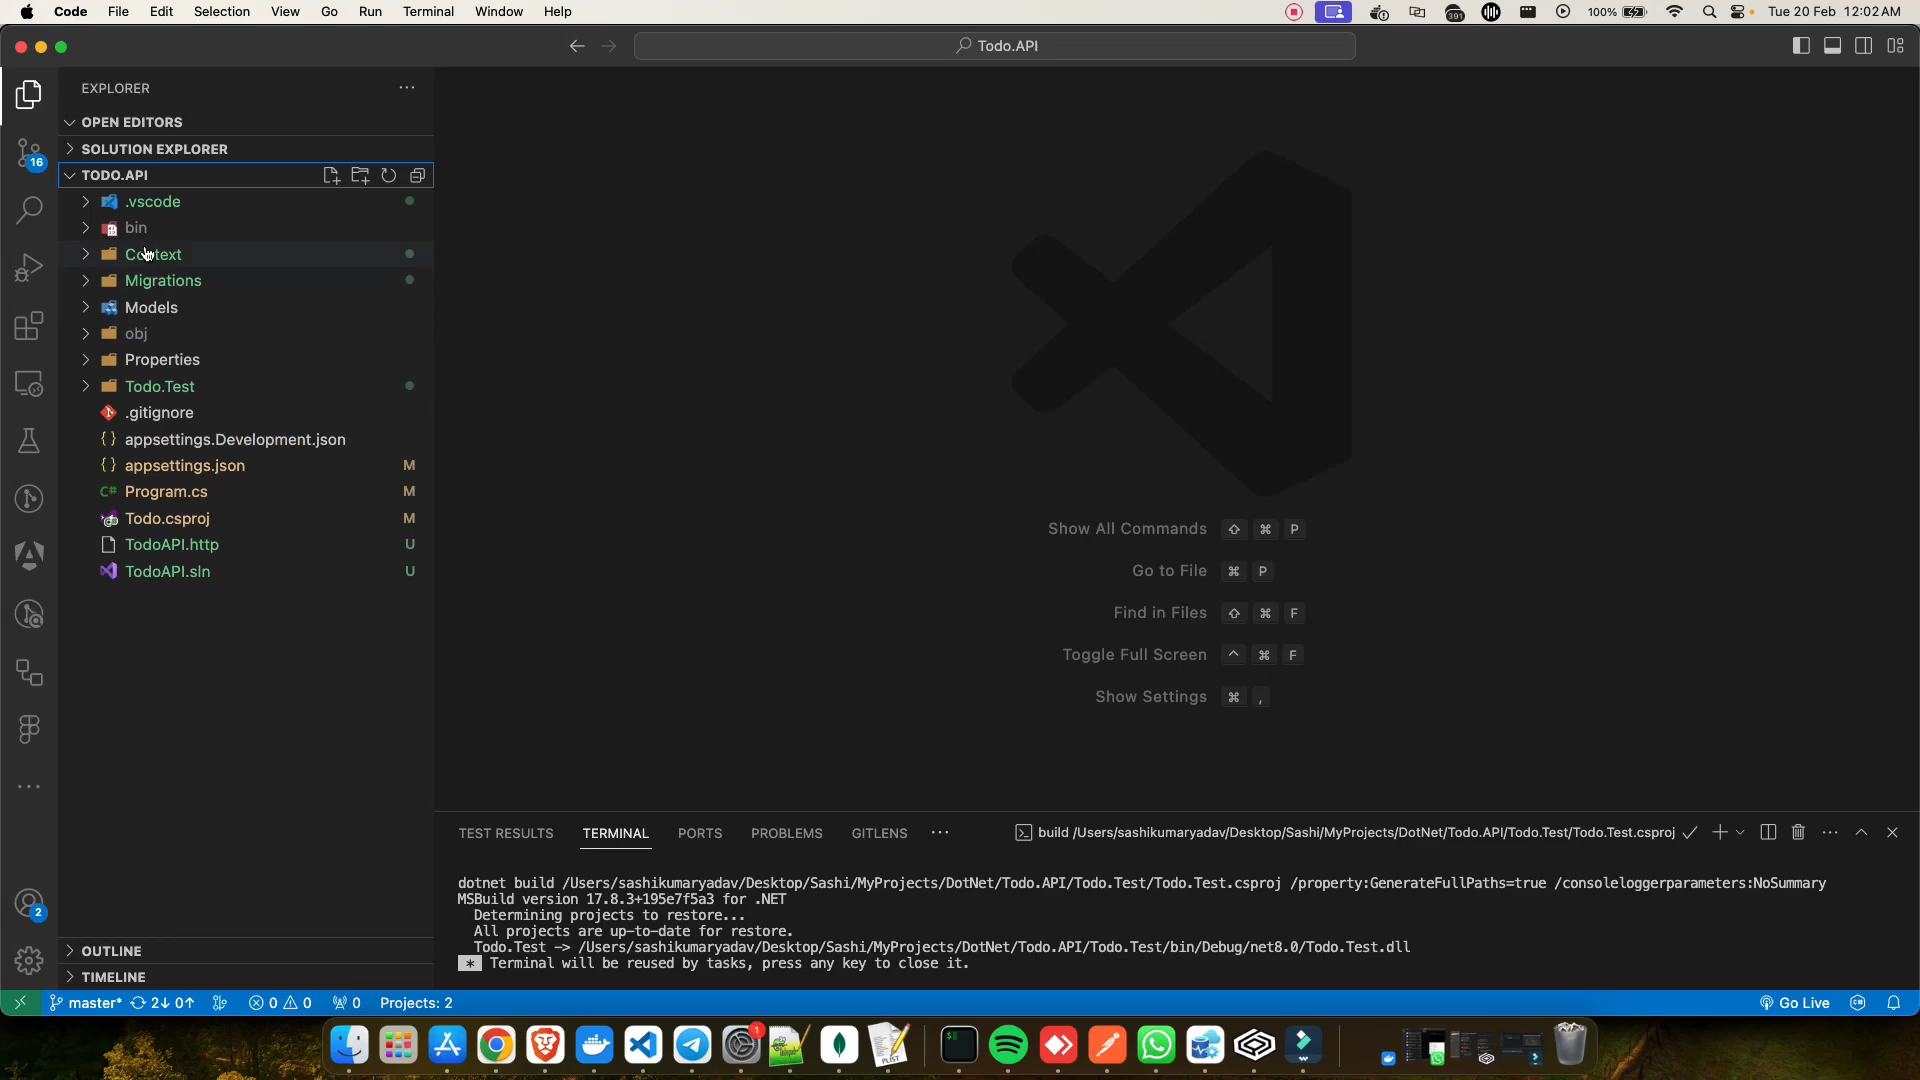 Code File Edit Selection View Go Run Terminal Window Help 391 100% Tue 20 Feb 12:02 AM
Todo.API
EXPLORER
OPEN EDITORS
SOLUTION EXPLORER
TODO.API
.vscode
bin
Context
Migrations
Models
obj
Properties
Todo.Test
.gitignore
appsettings.Development.json
appsettings.json M
Program.cs M
Todo.csproj M
TodoAPI.http U
TodoAPI.sln U
OUTLINE
TIMELINE
16
2
Show All Commands ⇧ ⌘ P
Go to File ⌘ P
Find in Files ⇧ ⌘ F
Toggle Full Screen ^ ⌘ F
Show Settings ⌘ ,
TEST RESULTS TERMINAL PORTS PROBLEMS GITLENS build /Users/sashikumaryadav/Desktop/Sashi/MyProjects/DotNet/Todo.API/Todo.Test/Todo.Test.csproj
dotnet build /Users/sashikumaryadav/Desktop/Sashi/MyProjects/DotNet/Todo.API/Todo.Test/Todo.Test.csproj /property:GenerateFullPaths=true /consoleloggerparameters:NoSummary
MSBuild version 17.8.3+195e7f5a3 for .NET
Determining projects to restore...
All projects are up-to-date for restore.
Todo.Test -> /Users/sashikumaryadav/Desktop/Sashi/MyProjects/DotNet/Todo.API/Todo.Test/bin/Debug/net8.0/Todo.Test.dll
* Terminal will be reused by tasks, press any key to close it.
master* 2↓ 0↑ 0 0 0 Projects: 2 Go Live
1
PLIST